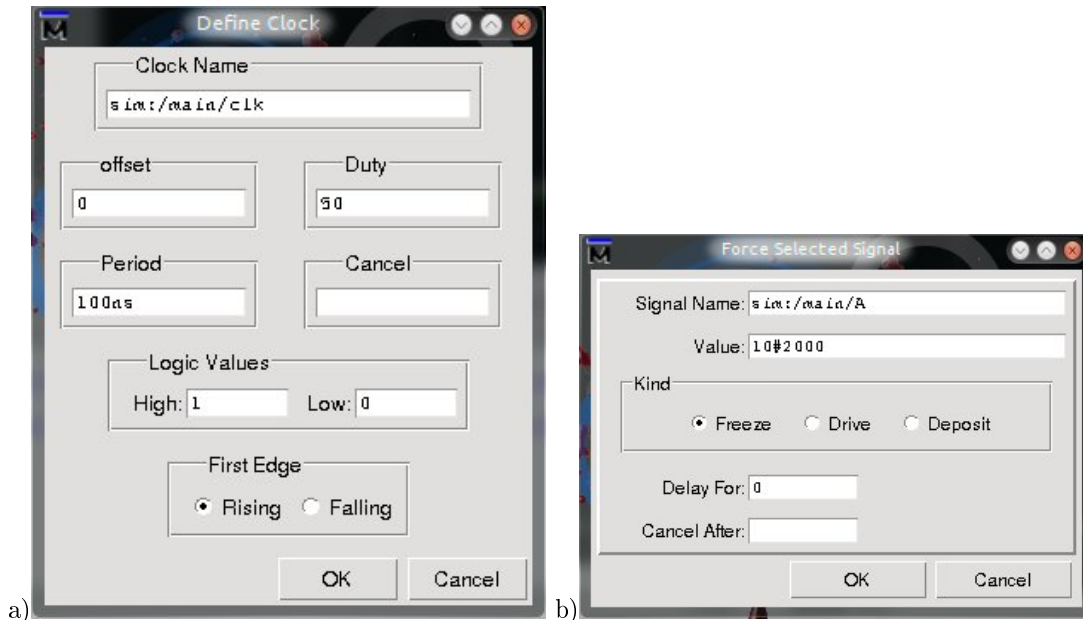 Define Clock
Clock Name
sim:/main/clk
offset
Duty
0
50
Period
Cancel
100ns
Logic Values
High: 1 Low: 0
First Edge
Rising Falling
OK Cancel
a)
Force Selected Signal
Signal Name: sim:/main/A
Value: 10#2000
Kind
Freeze Drive Deposit
Delay For: 0
Cancel After:
OK Cancel
b)